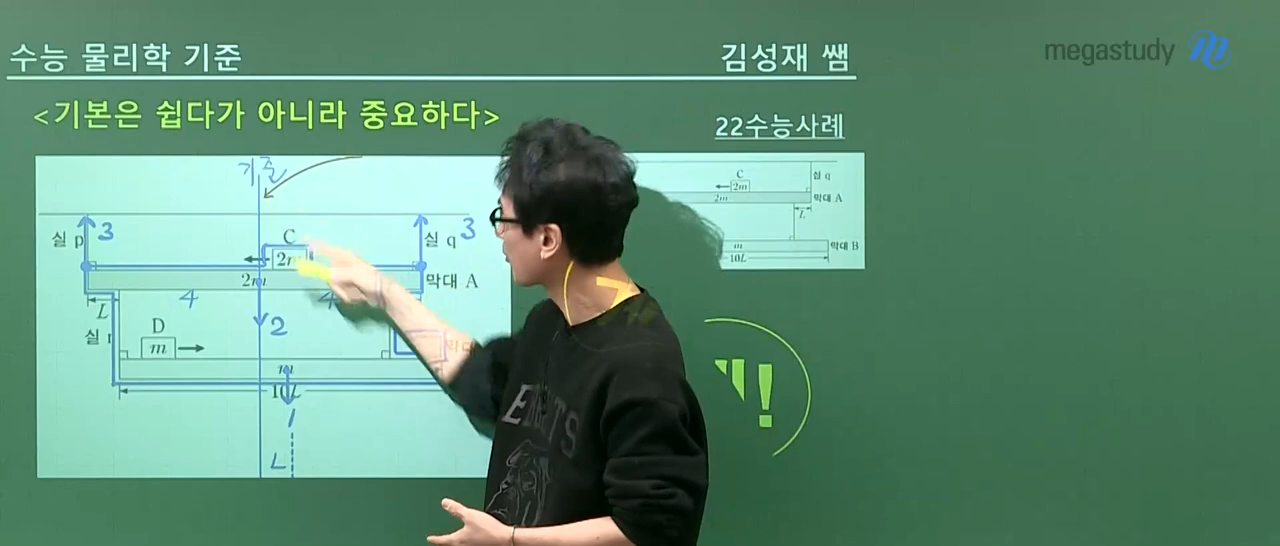 수능 물리학 기준
김성재 쌤
megastudy
<기본은 쉽다가 아니라 중요하다>
22수능사례
기준
실 p
3
C
실 q
3
2m
막대 A
4
4
L
2
실 r
D
m
m
10L
1
L
C
2m
실 q
2m
막대 A
L
m
막대 B
10L